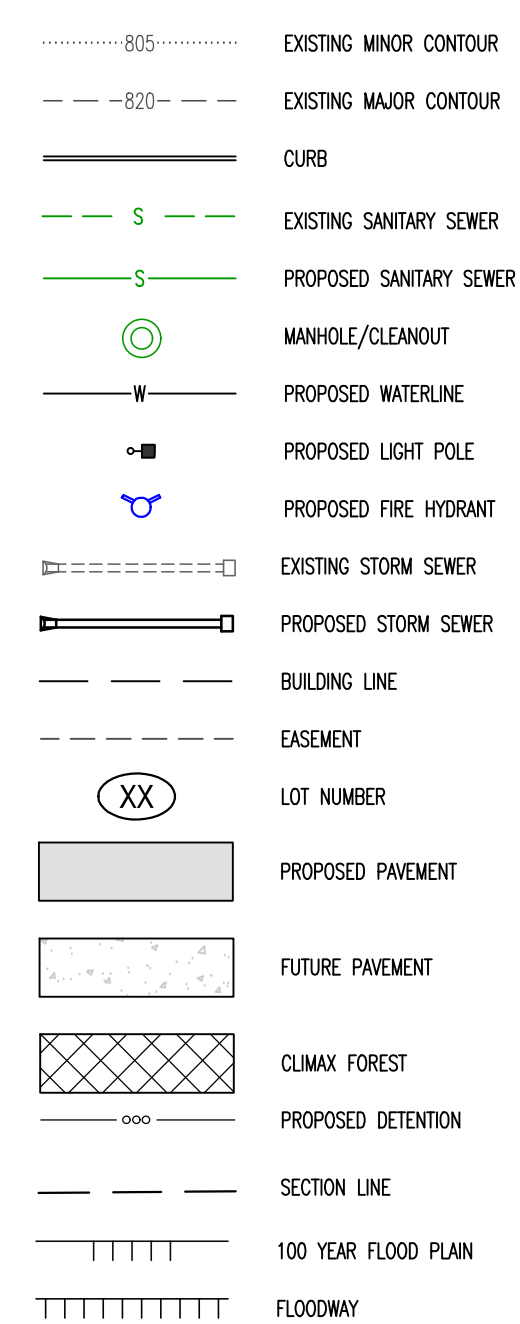 805 EXISTING MINOR CONTOUR
820 EXISTING MAJOR CONTOUR
CURB
S EXISTING SANITARY SEWER
S PROPOSED SANITARY SEWER
MANHOLE/CLEANOUT
W PROPOSED WATERLINE
PROPOSED LIGHT POLE
PROPOSED FIRE HYDRANT
EXISTING STORM SEWER
PROPOSED STORM SEWER
BUILDING LINE
EASEMENT
XX LOT NUMBER
PROPOSED PAVEMENT
FUTURE PAVEMENT
CLIMAX FOREST
PROPOSED DETENTION
SECTION LINE
100 YEAR FLOOD PLAIN
FLOODWAY